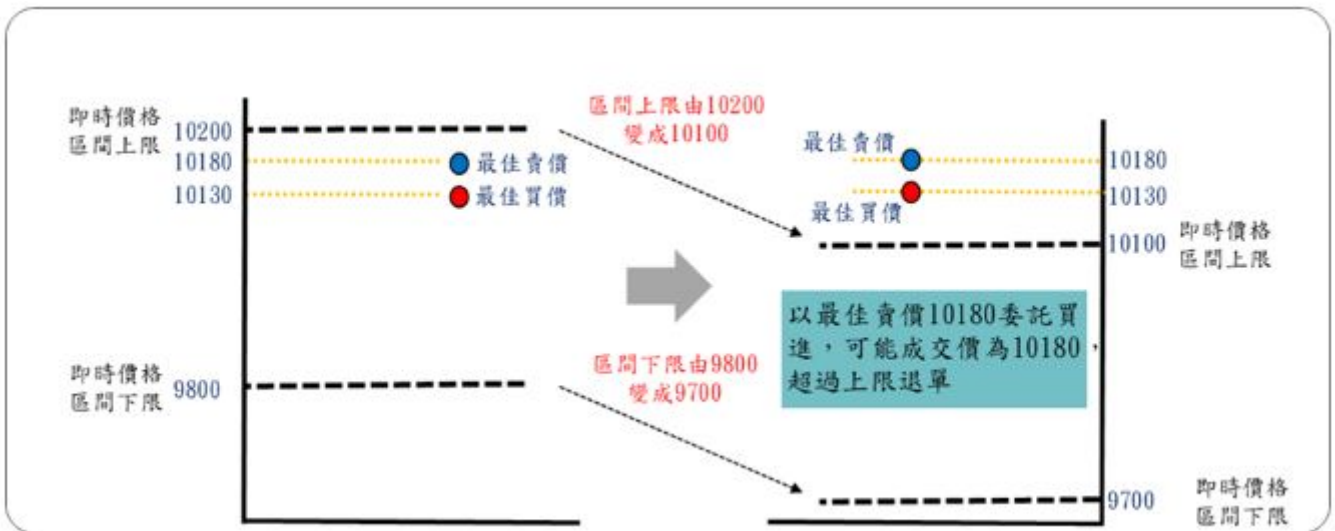 即時價格
區間上限
10200
10180
10130
最佳賣價
最佳買價
即時價格
區間下限
9800
區間上限由10200
變成10100
區間下限由9800
變成9700
最佳賣價
最佳買價
10180
10130
10100
即時價格
區間上限
以最佳賣價10180委託買
進，可能成交價為10180，
超過上限退單
9700
即時價格
區間下限